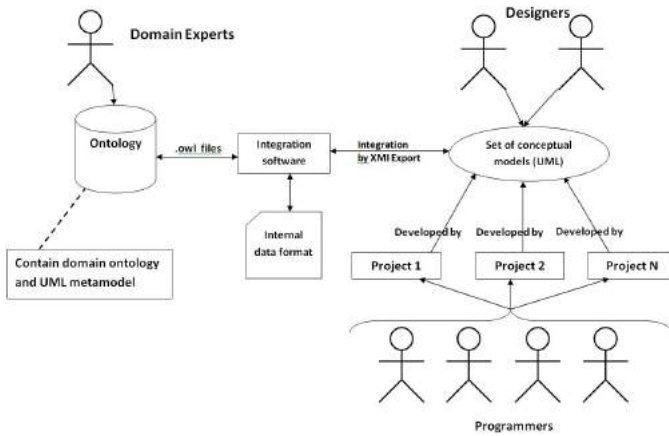 Designers
Domain Experts
Ontology
.owl files
Integration
software
Integration
by XMI Export
Set of conceptual
models (UML)
Internal
data format
Developed by
Developed by
Developed by
Contain domain ontology
and UML metamodel
Project 1
Project 2
Project N
Programmers